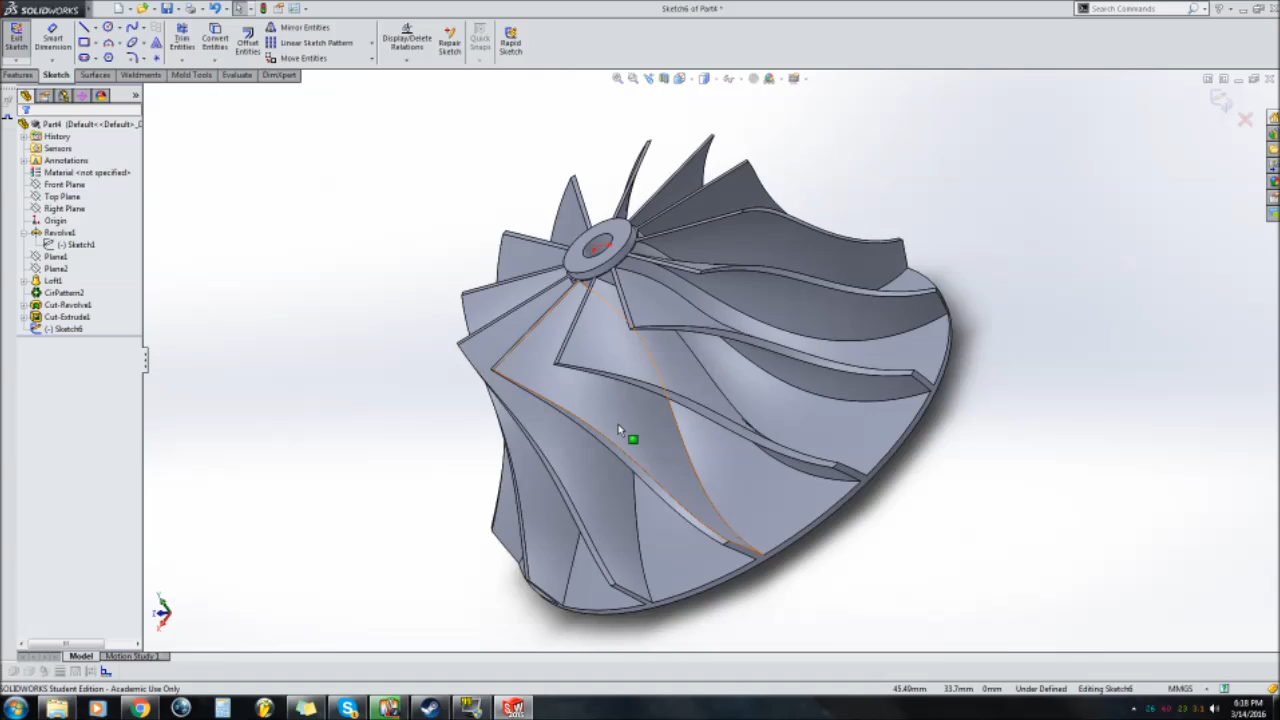 SOLIDWORKS
Sketch6 of Part4 *
Search Commands
Exit Sketch
Smart Dimension
Trim Entities
Convert Entities
Offset Entities
Mirror Entities
Linear Sketch Pattern
Move Entities
Display/Delete Relations
Repair Sketch
Quick Snaps
Rapid Sketch
Features
Sketch
Surfaces
Weldments
Mold Tools
Evaluate
DimXpert
Part4 (Default<<Default>_D
History
Sensors
Annotations
Material <not specified>
Front Plane
Top Plane
Right Plane
Origin
Revolve1
(-) Sketch1
Plane1
Plane2
Loft1
CirPattern2
Cut-Revolve1
Cut-Extrude1
(-) Sketch6
Model
Motion Study 1
SOLIDWORKS Student Edition - Academic Use Only
45.49mm
33.7mm
0mm
Under Defined
Editing Sketch6
MMGS
6:18 PM
3/14/2016